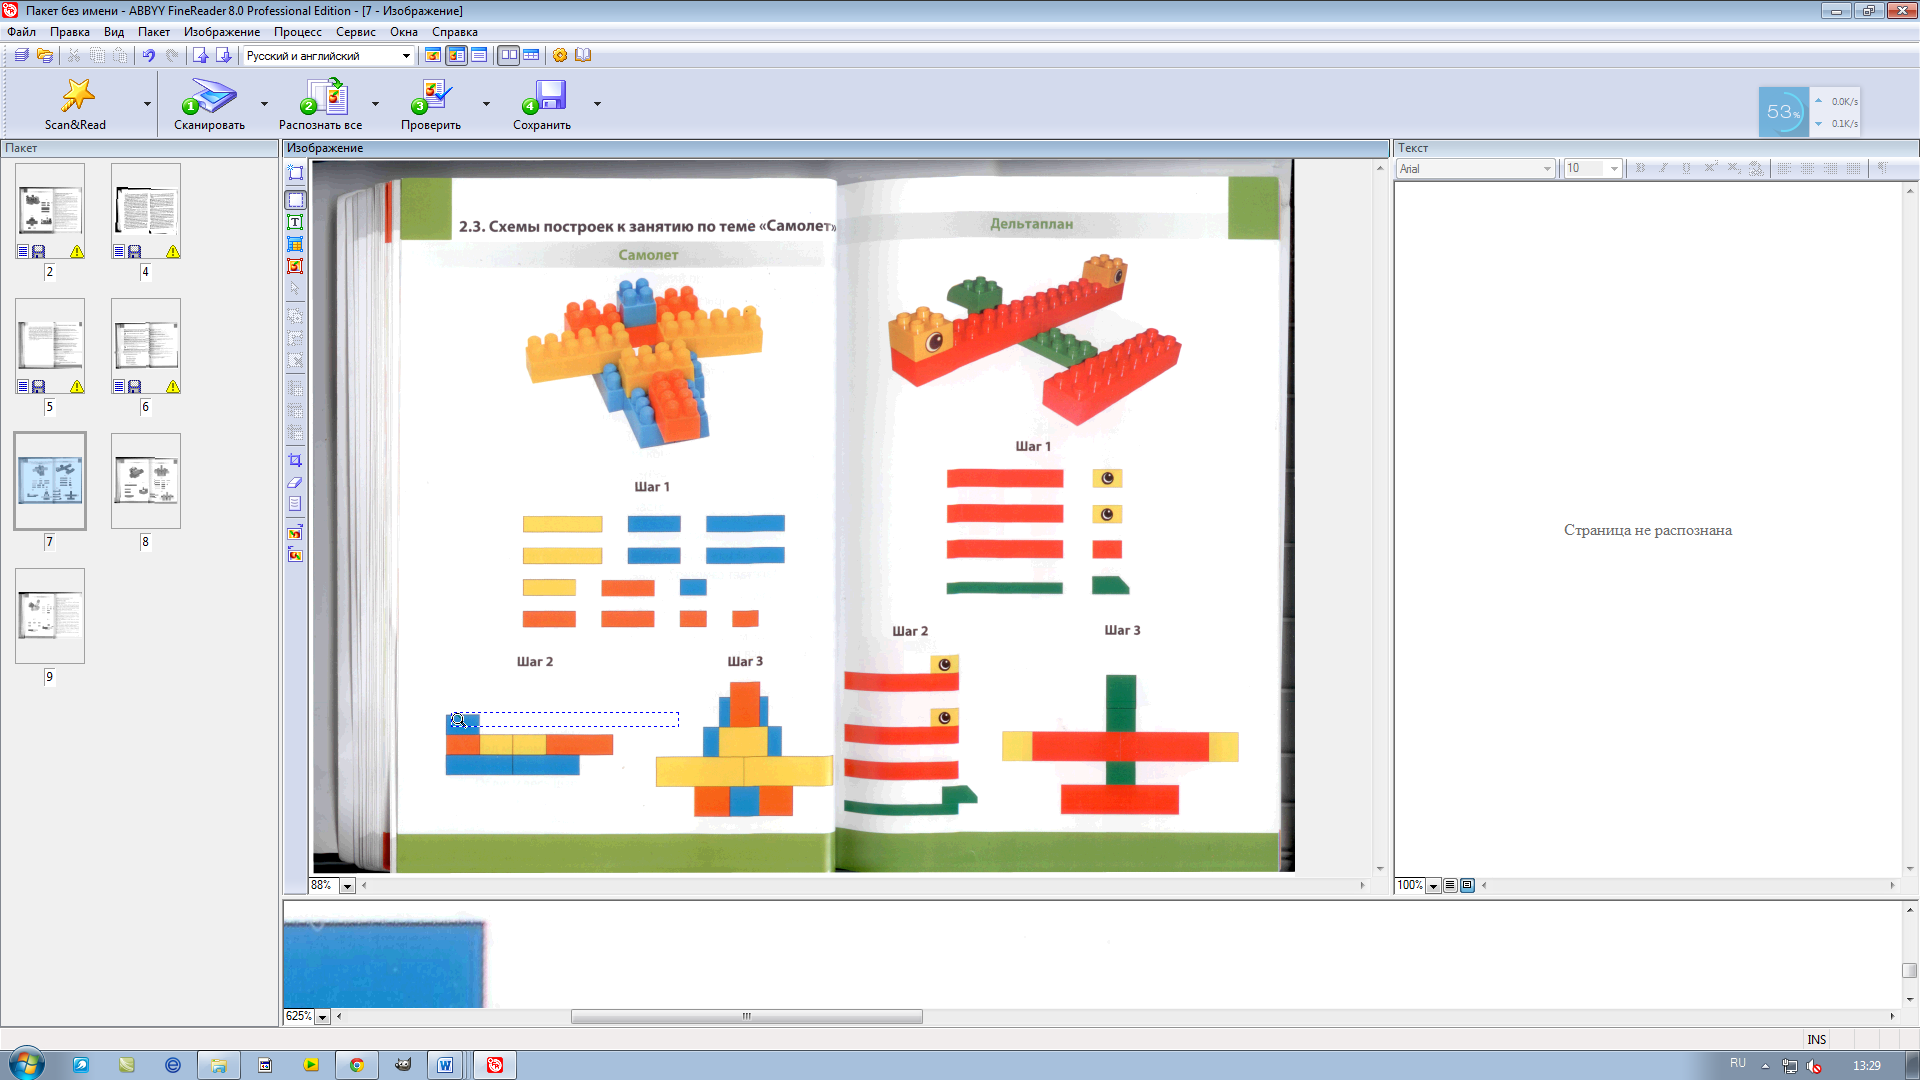 Пакет без имени - ABBYY FineReader 8.0 Professional Edition - [7 - Изображение]
Файл Правка Вид Пакет Изображение Процесс Сервис Окна Справка
Русский и английский
Scan&Read
1 Сканировать
2 Распознать все
3 Проверить
4 Сохранить
53%
0.0K/s
0.1K/s
Пакет
Изображение
Текст
Arial
10
2
4
5
6
7
8
9
2.3. Схемы построек к занятию по теме «Самолет»
Самолет
Шаг 1
Шаг 2
Шаг 3
Дельтаплан
Шаг 1
Шаг 2
Шаг 3
Страница не распознана
88%
100%
625%
INS
RU
13:29